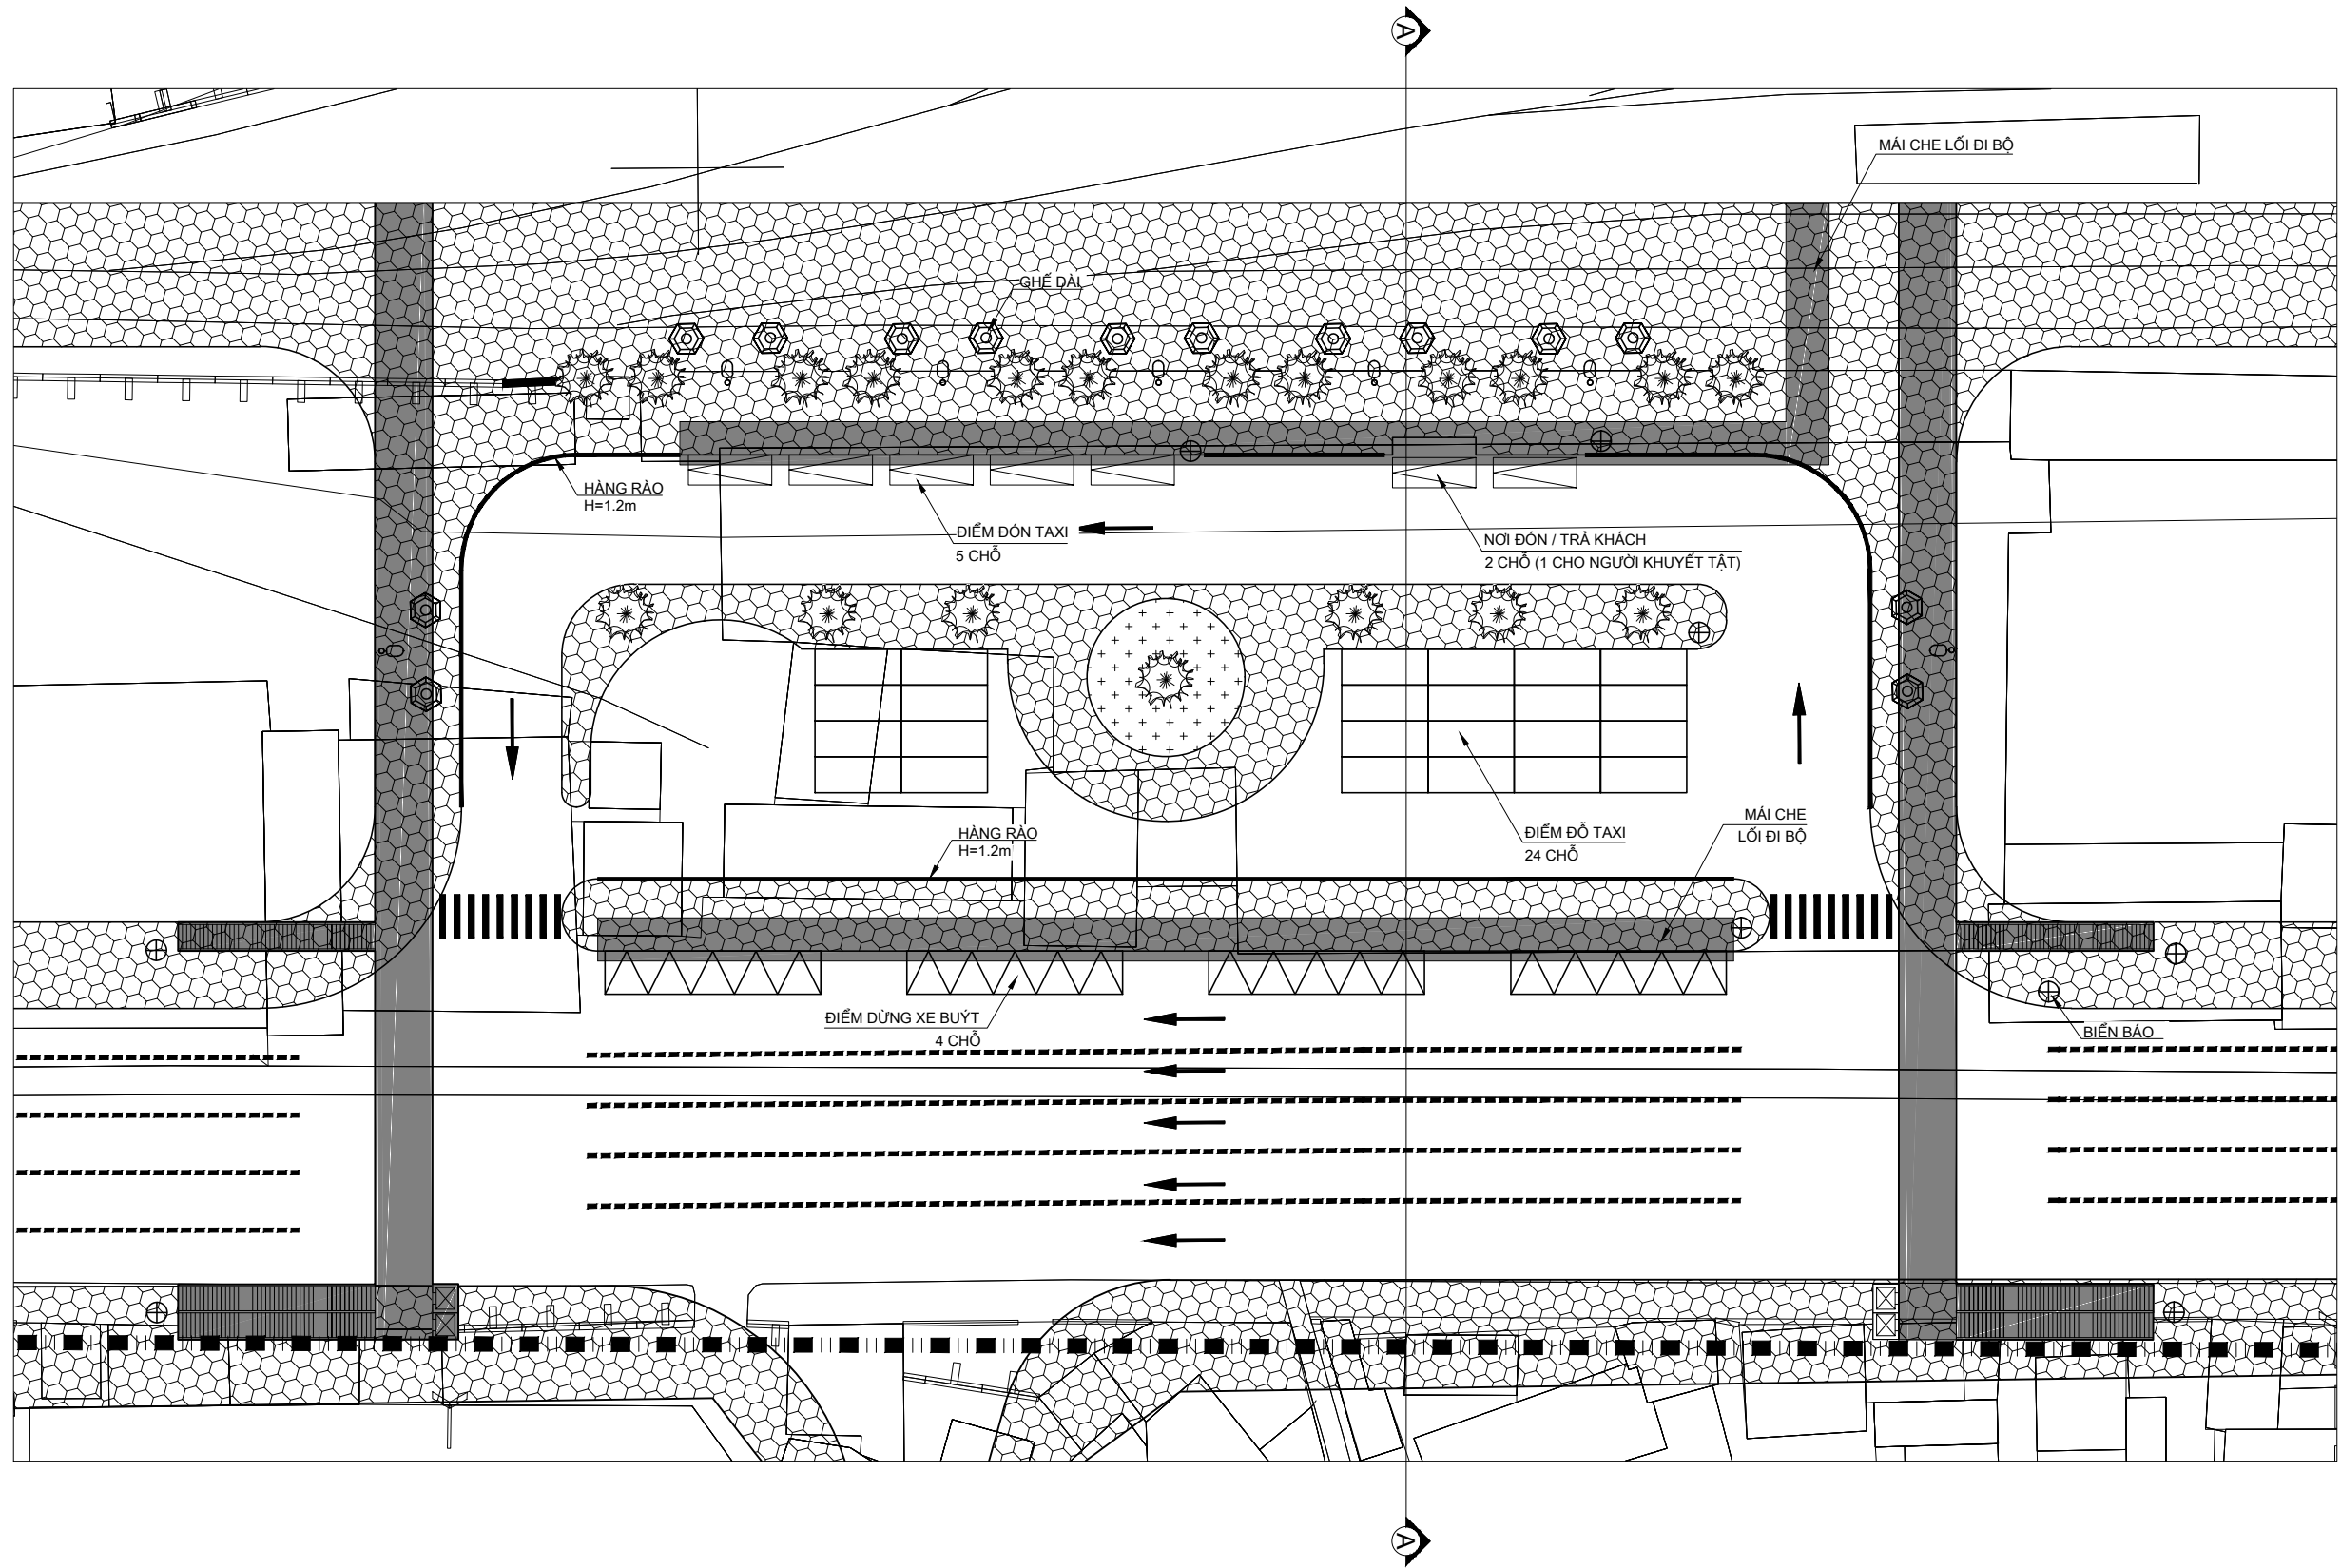 A
MÁI CHE LỐI ĐI BỘ
GHẾ DÀI
HÀNG RÀO
H=1.2m
ĐIỂM ĐÓN TAXI
5 CHỖ
NƠI ĐÓN / TRẢ KHÁCH
2 CHỖ (1 CHO NGƯỜI KHUYẾT TẬT)
HÀNG RÀO
H=1.2m
ĐIỂM ĐỖ TAXI
24 CHỖ
MÁI CHE
LỐI ĐI BỘ
ĐIỂM DỪNG XE BUÝT
4 CHỖ
BIỂN BÁO
A